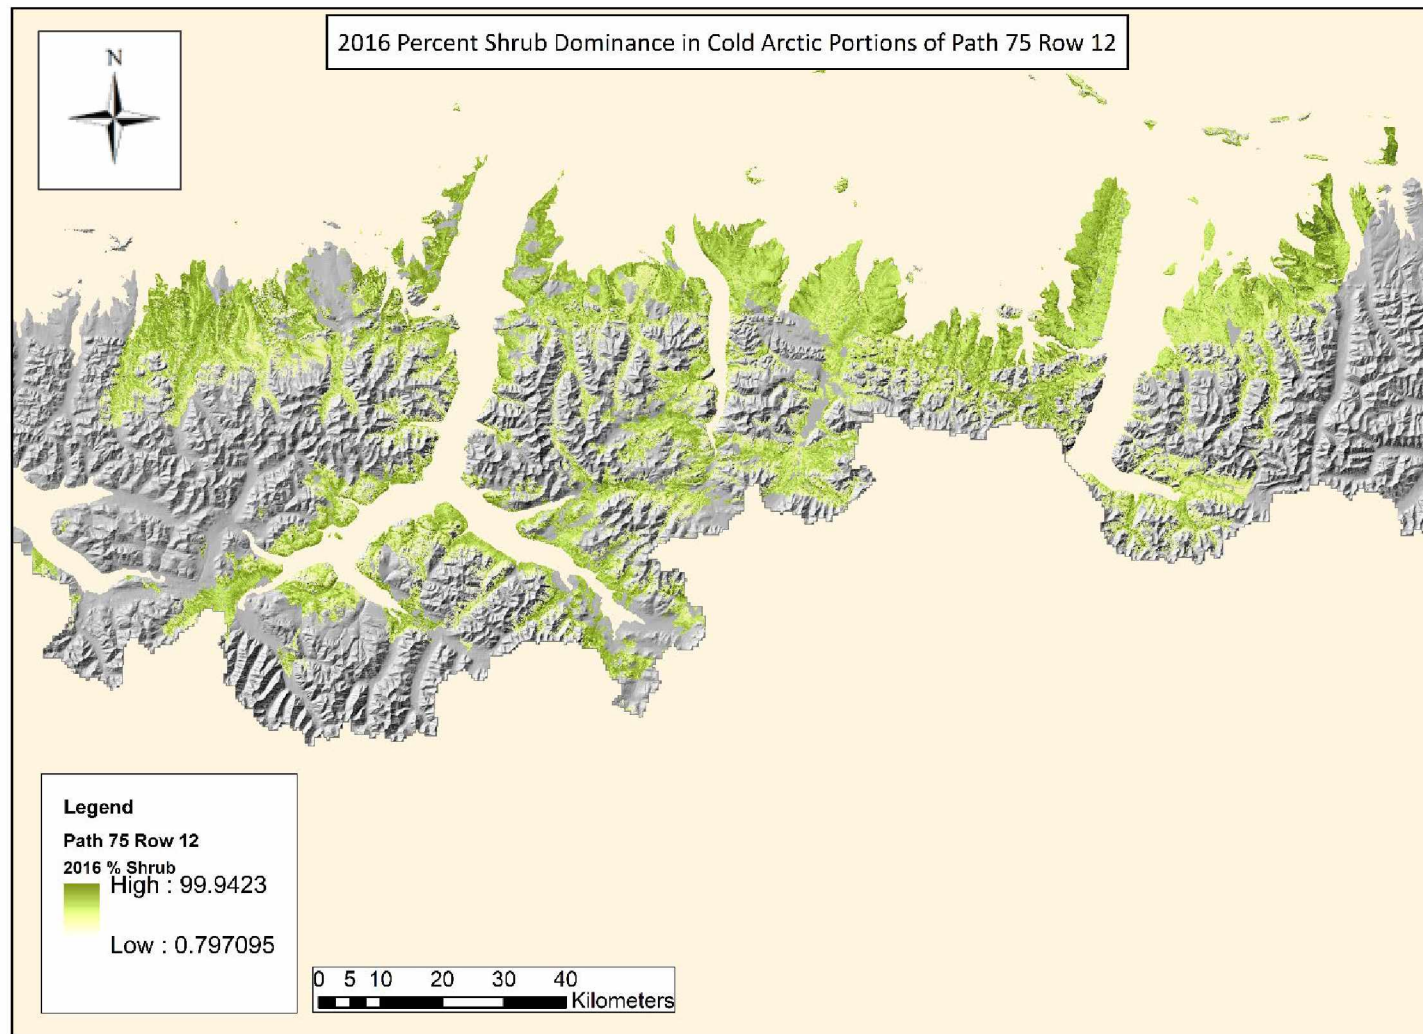 2016 Percent Shrub Dominance in Cold Arctic Portions of Path 75 Row 12
N
Legend
Path 75 Row 12
2016 % Shrub
High : 99.9423
Low : 0.797095
0 5 10 20 30 40
Kilometers